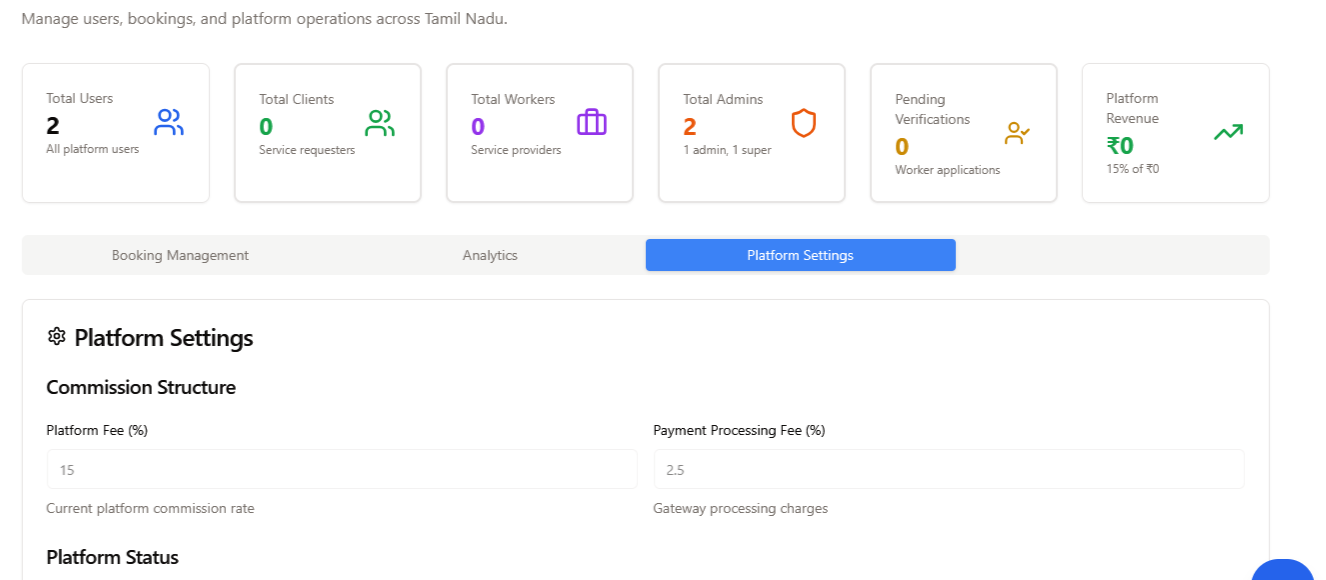 Manage users, bookings, and platform operations across Tamil Nadu.
Total Users
2
All platform users
Total Clients
0
Service requesters
Total Workers
0
Service providers
Total Admins
2
1 admin, 1 super
Pending
Verifications
0
Worker applications
Platform
Revenue
₹0
15% of ₹0
Booking Management
Analytics
Platform Settings
Platform Settings
Commission Structure
Platform Fee (%)
15
Current platform commission rate
Payment Processing Fee (%)
2.5
Gateway processing charges
Platform Status